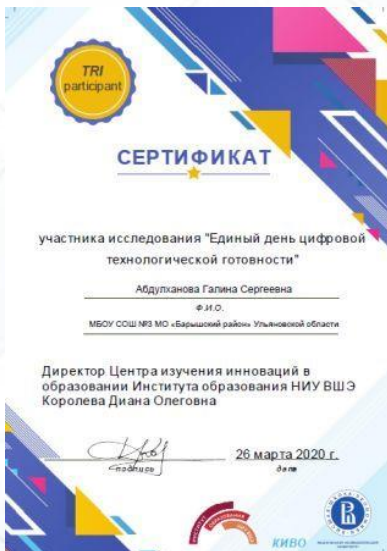 TRI
participant
СЕРТИФИКАТ
участника исследования "Единый день цифровой
технологической готовности"
Абдулханова Галина Сергеевна
Ф.И.О.
МБОУ СОШ №3 МО «Барышский район» Ульяновской области
Директор Центра изучения инноваций в
образовании Института образования НИУ ВШЭ
Королева Диана Олеговна
подпись
26 марта 2020 г.
дата
КИВО